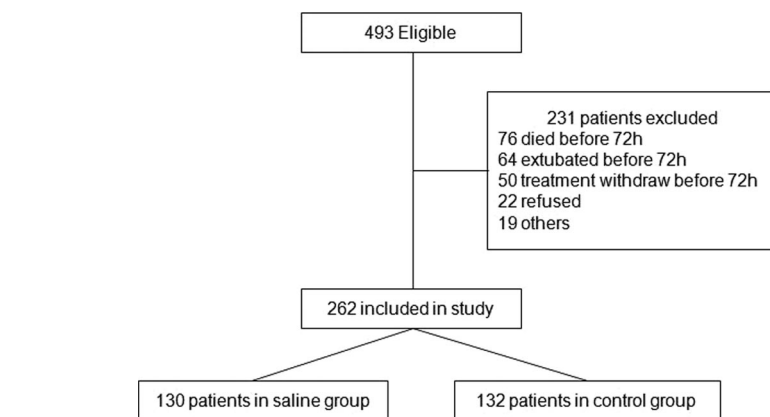 493 Eligible
231 patients excluded
76 died before 72h
64 extubated before 72h
50 treatment withdraw before 72h
22 refused
19 others
262 included in study
130 patients in saline group
132 patients in control group